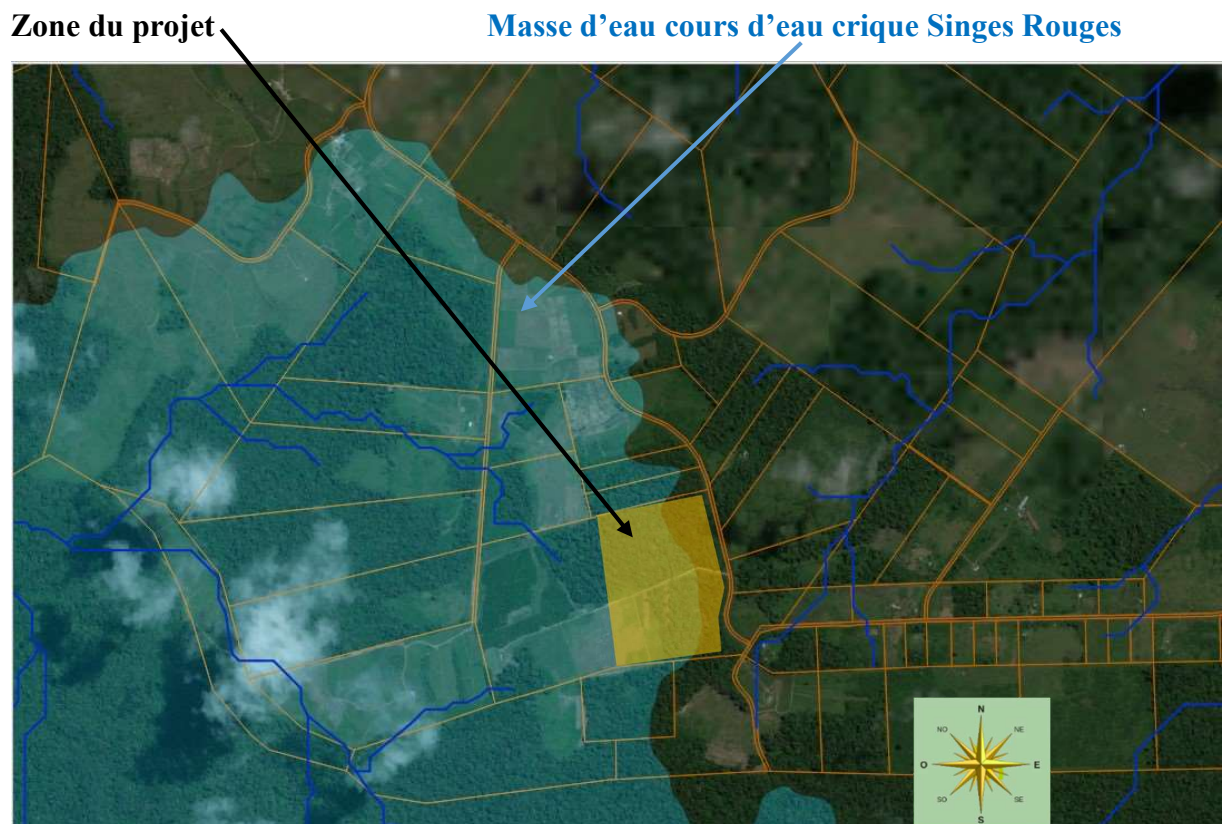 Zone du projet Masse d’eau cours d’eau crique Singes Rouges
N
NO NE
O E
SO SE
S